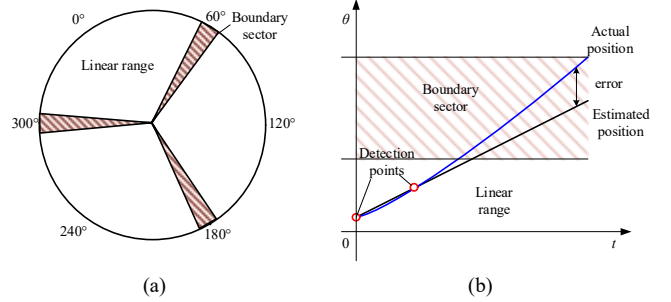 0°
60°
Boundary
sector
Linear range
300°
120°
240°
180°
(a)
θ
Actual
position
Boundary
sector
error
Estimated
position
Detection
points
Linear
range
0
t
(b)